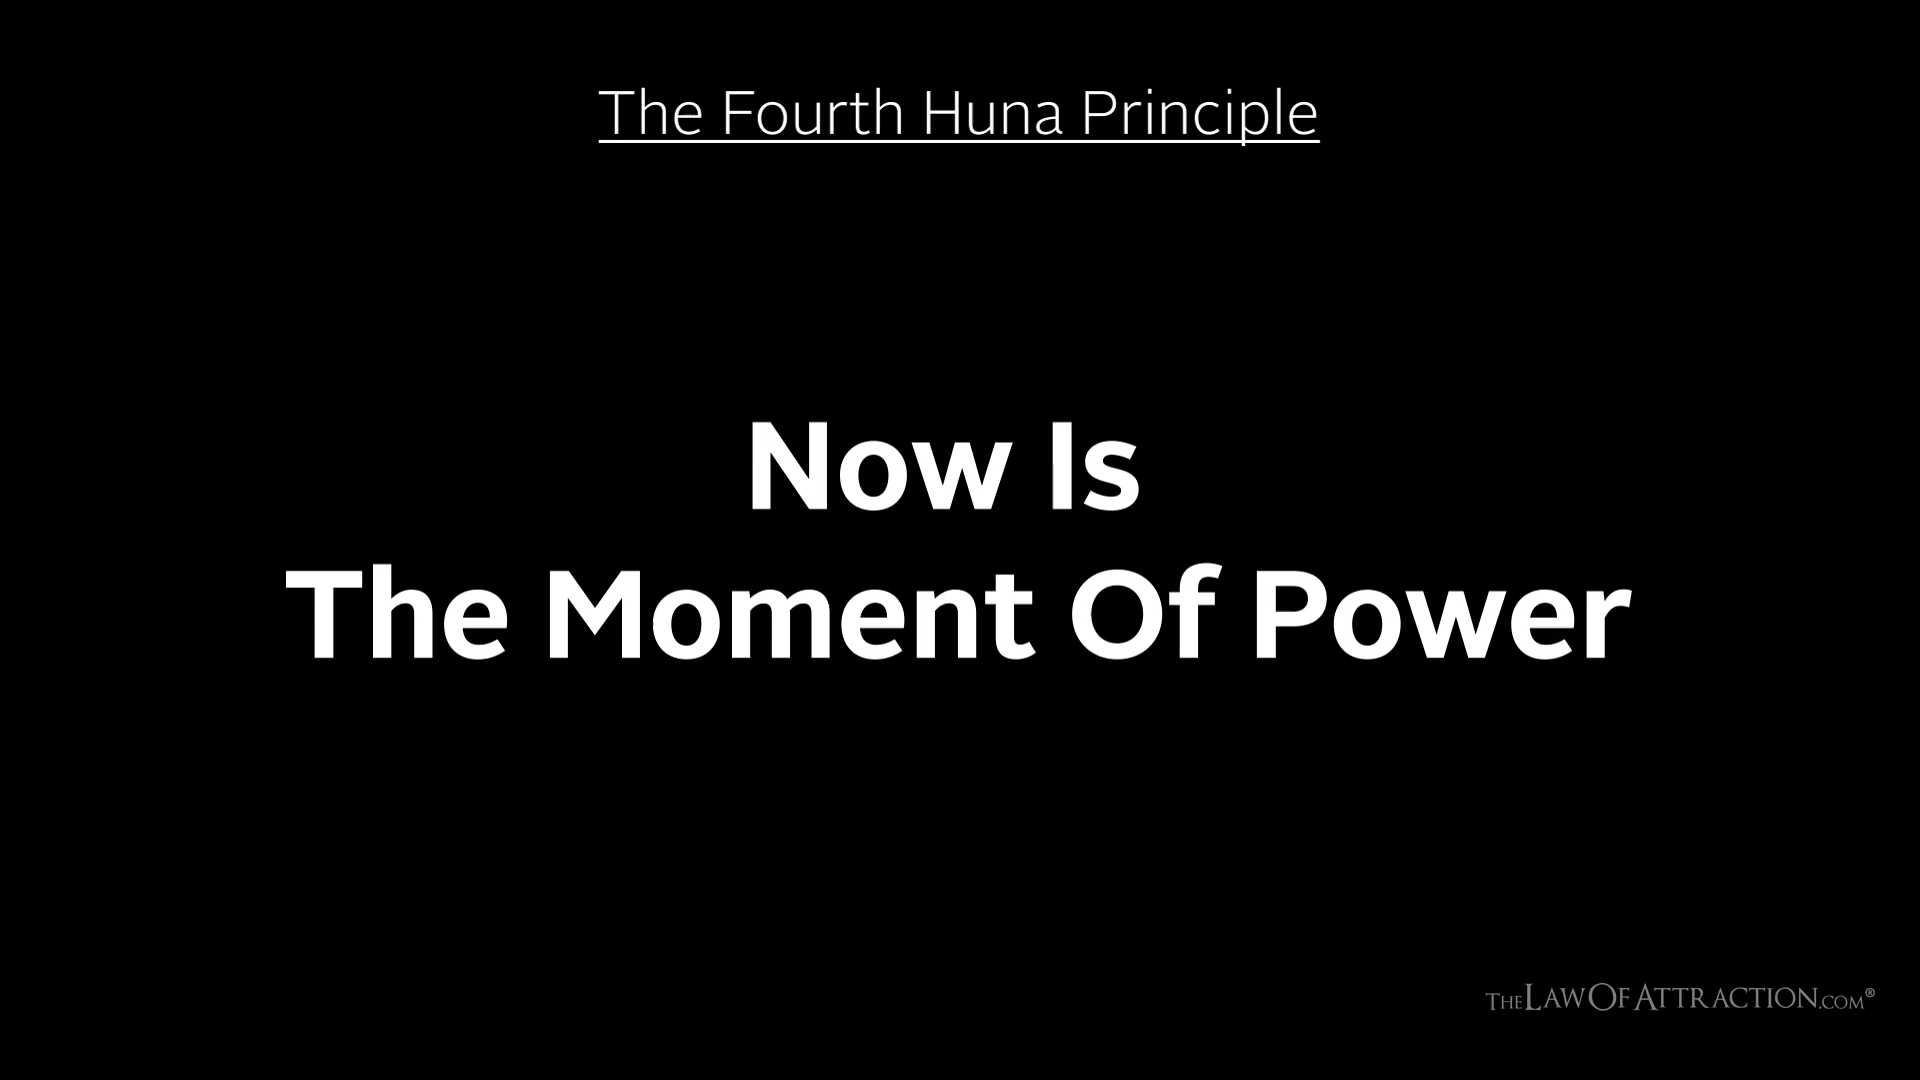 The Fourth Huna Principle
Now Is
The Moment Of Power
THELAWOFATTRACTION.COM®